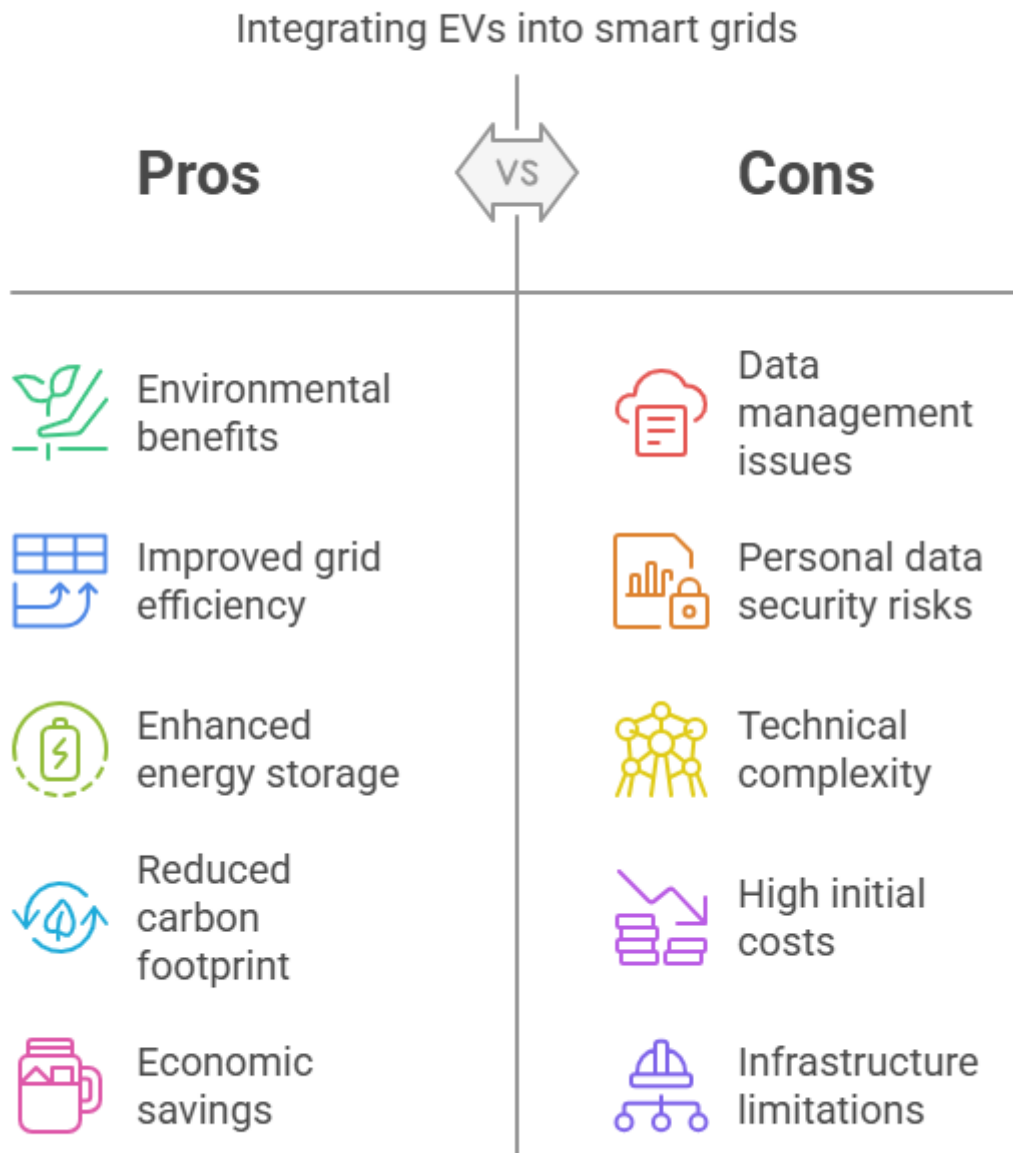 Integrating EVs into smart grids
Pros
VS
Cons
Environmental
benefits
Improved grid
efficiency
Enhanced
energy storage
Reduced
carbon
footprint
Economic
savings
Data
management
issues
Personal data
security risks
Technical
complexity
High initial
costs
Infrastructure
limitations